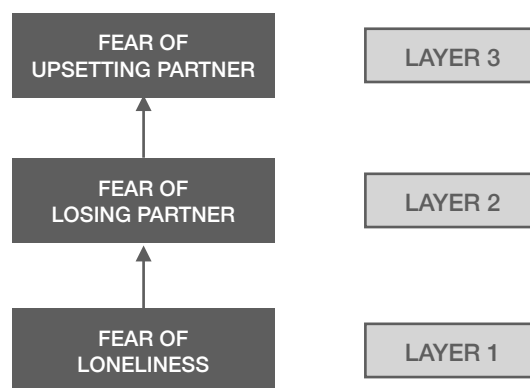 FEAR OF
UPSETTING PARTNER
LAYER 3
FEAR OF
LOSING PARTNER
LAYER 2
FEAR OF
LONELINESS
LAYER 1